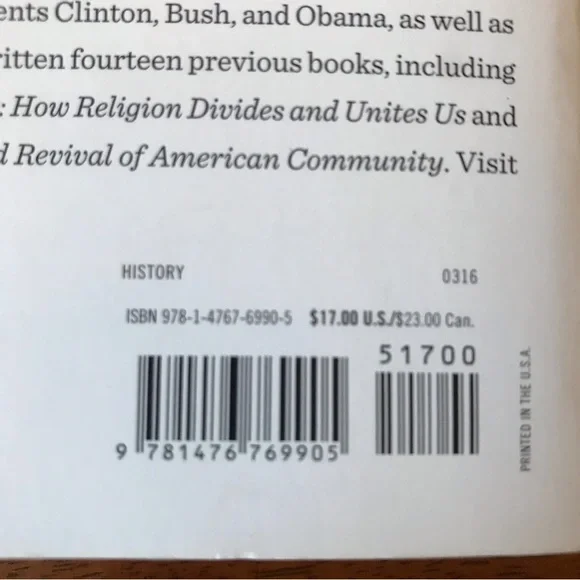 ents Clinton, Bush, and Obama, as well as
ritten fourteen previous books, including
: How Religion Divides and Unites Us and
d Revival of American Community. Visit
HISTORY 0316
ISBN 978-1-4767-6990-5 $17.00 U.S./$23.00 Can.
51700
9 781476 769905
PRINTED IN THE U.S.A.